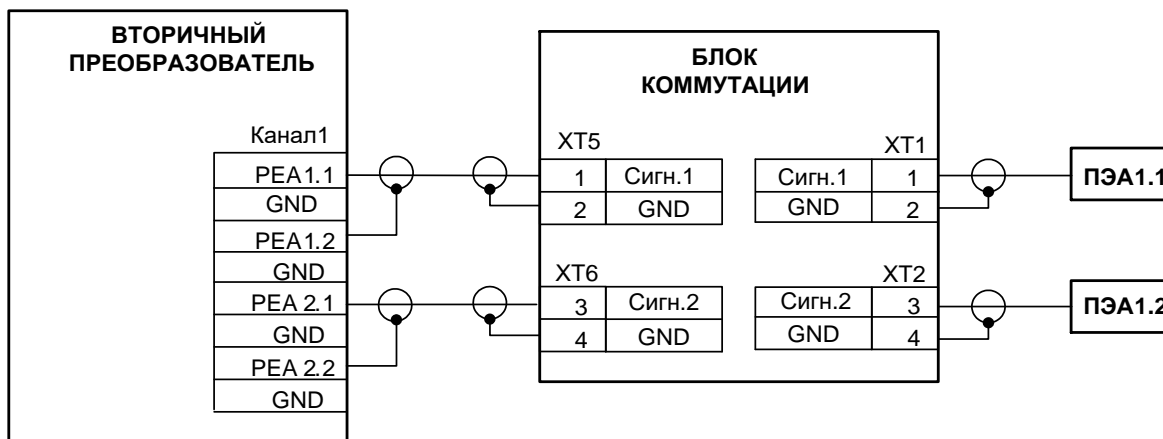 ВТОРИЧНЫЙ
ПРЕОБРАЗОВАТЕЛЬ
Канал1
PEA1.1
GND
PEA1.2
GND
PEA 2.1
GND
PEA 2.2
GND
БЛОК
КОММУТАЦИИ
XT5
1 Сигн.1
2 GND
XT1
Сигн.1 1
GND 2
XT6
3 Сигн.2
4 GND
XT2
Сигн.2 3
GND 4
ПЭА1.1
ПЭА1.2